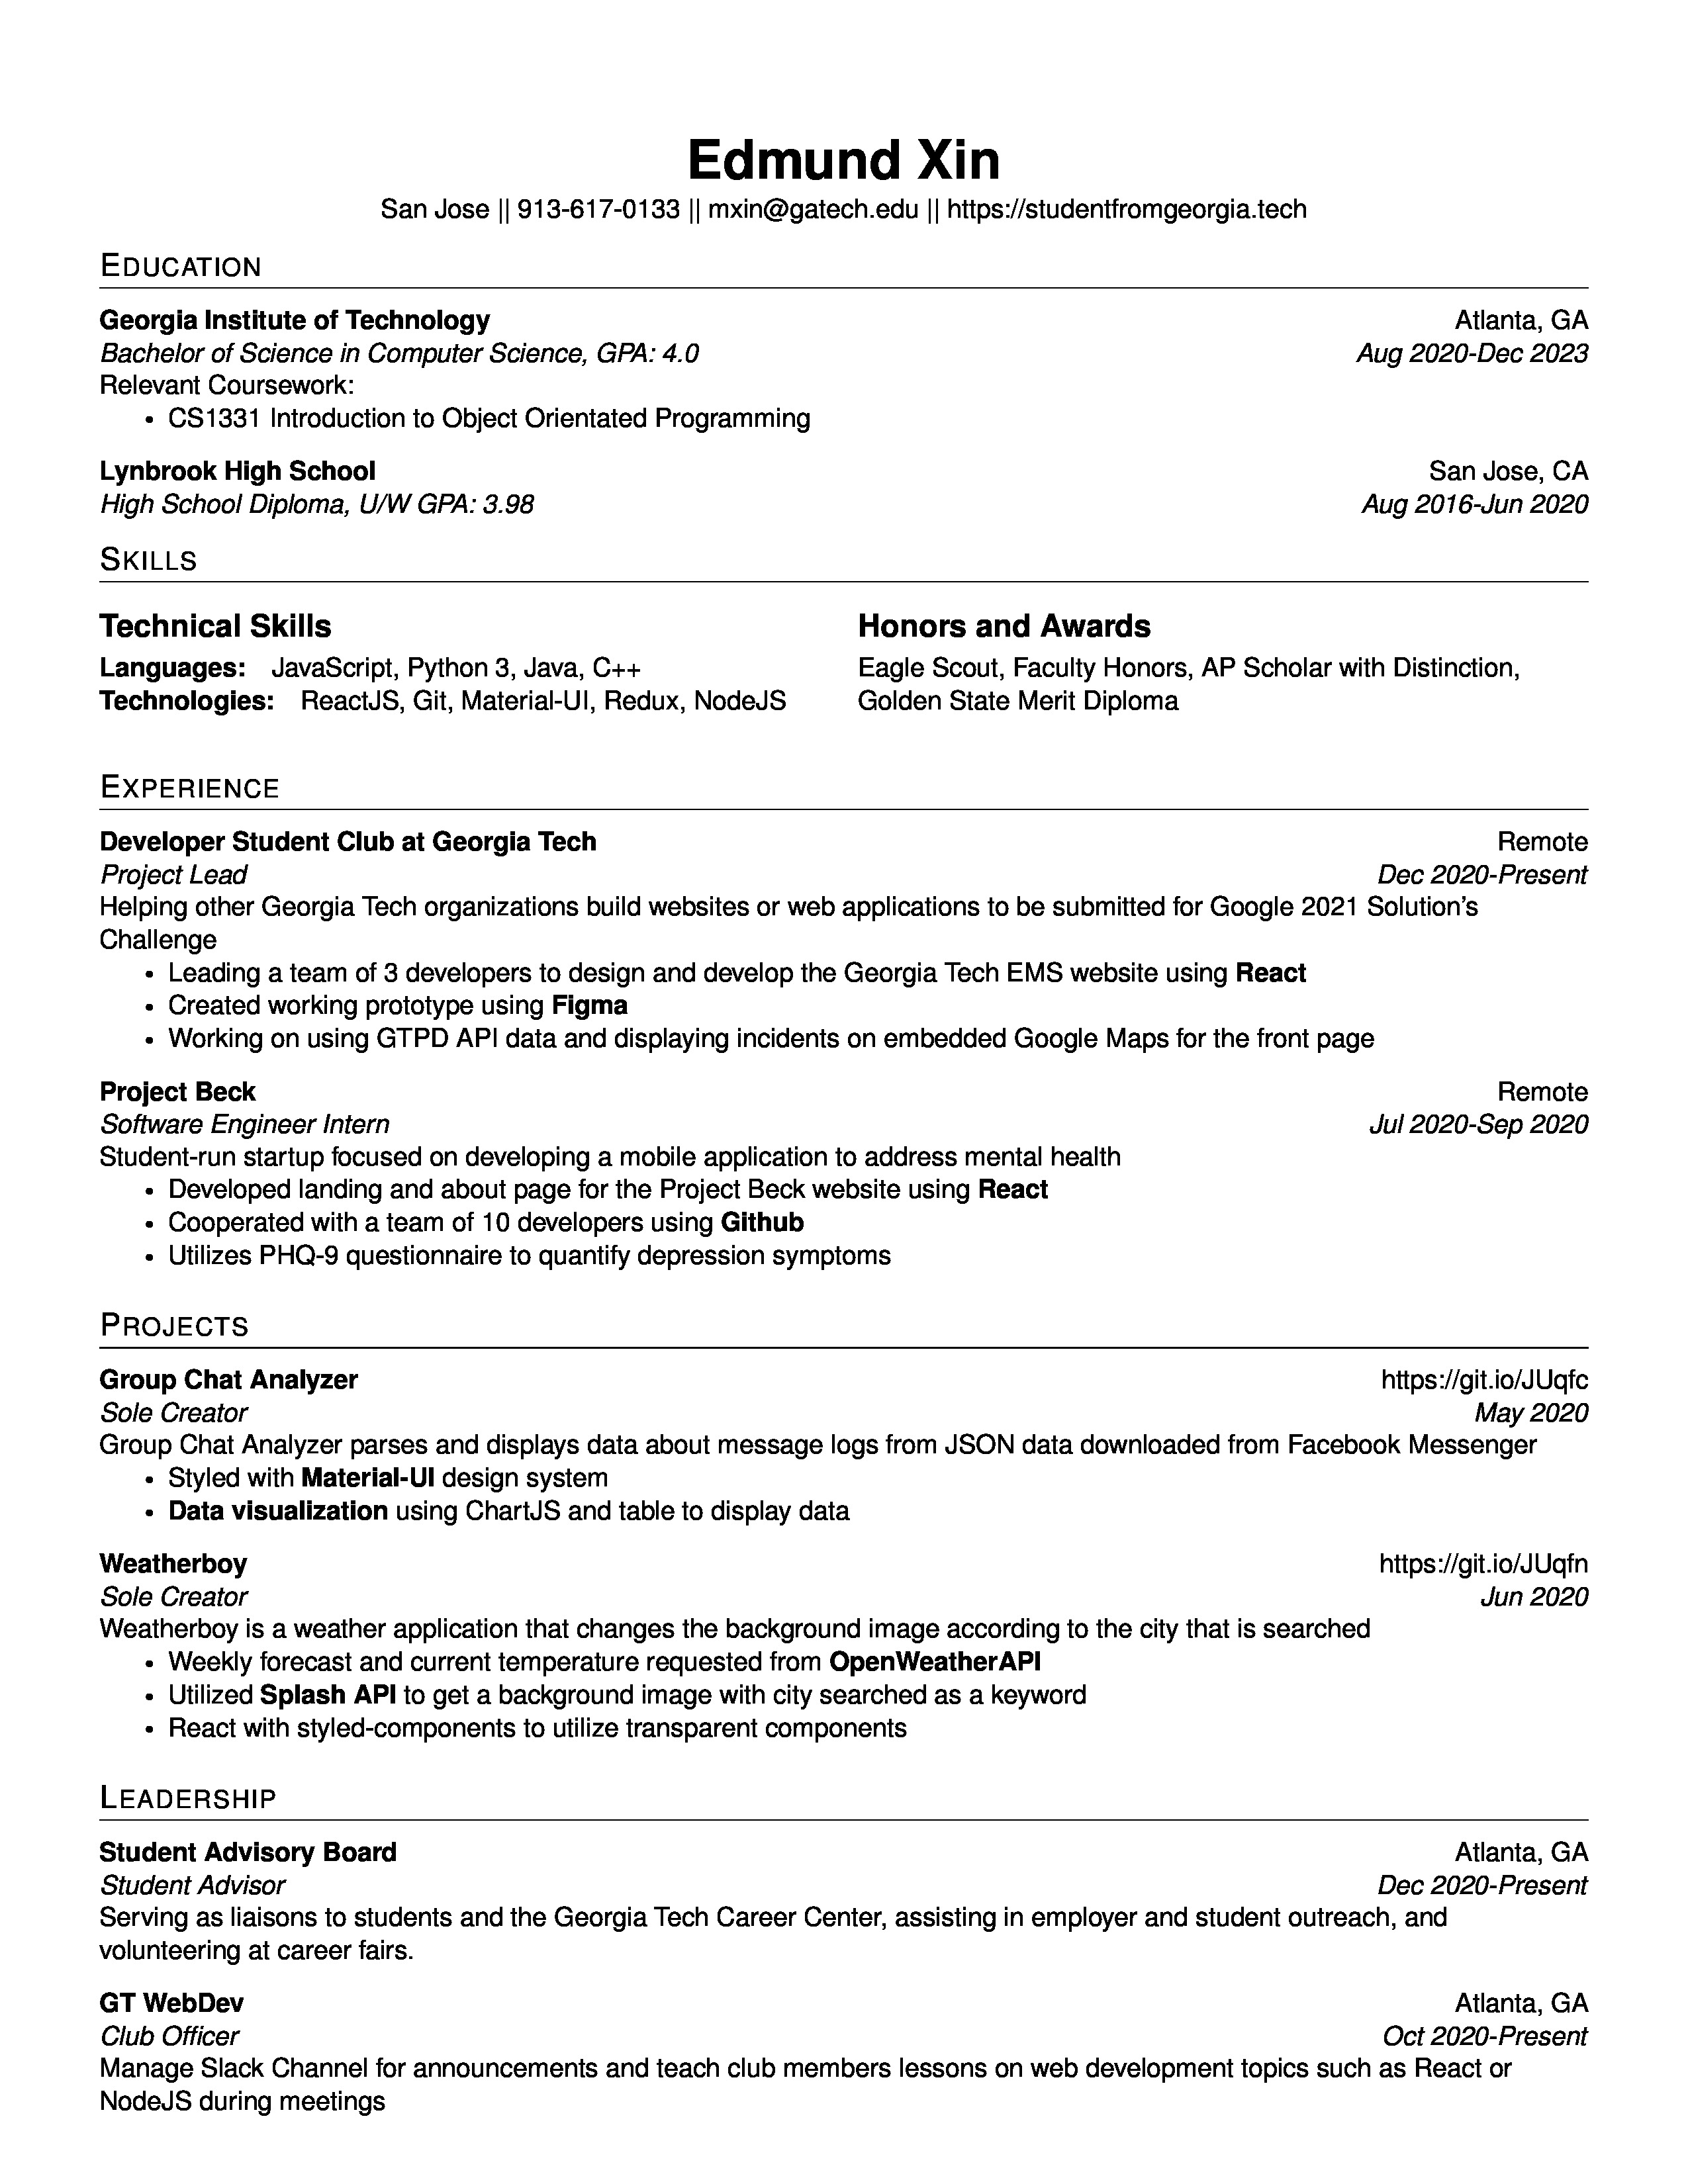 Edmund Xin
San Jose || 913-617-0133 || mxin@gatech.edu || https://studentfromgeorgia.tech
EDUCATION
Georgia Institute of Technology Atlanta, GA
Bachelor of Science in Computer Science, GPA: 4.0 Aug 2020-Dec 2023
Relevant Coursework:
• CS1331 Introduction to Object Orientated Programming
Lynbrook High School San Jose, CA
High School Diploma, U/W GPA: 3.98 Aug 2016-Jun 2020
SKILLS
Technical Skills
Languages: JavaScript, Python 3, Java, C++
Technologies: ReactJS, Git, Material-UI, Redux, NodeJS
Honors and Awards
Eagle Scout, Faculty Honors, AP Scholar with Distinction,
Golden State Merit Diploma
EXPERIENCE
Developer Student Club at Georgia Tech Remote
Project Lead Dec 2020-Present
Helping other Georgia Tech organizations build websites or web applications to be submitted for Google 2021 Solution's
Challenge
• Leading a team of 3 developers to design and develop the Georgia Tech EMS website using React
• Created working prototype using Figma
• Working on using GTPD API data and displaying incidents on embedded Google Maps for the front page
Project Beck Remote
Software Engineer Intern Jul 2020-Sep 2020
Student-run startup focused on developing a mobile application to address mental health
• Developed landing and about page for the Project Beck website using React
• Cooperated with a team of 10 developers using Github
• Utilizes PHQ-9 questionnaire to quantify depression symptoms
PROJECTS
Group Chat Analyzer https://git.io/JUqfc
Sole Creator May 2020
Group Chat Analyzer parses and displays data about message logs from JSON data downloaded from Facebook Messenger
• Styled with Material-UI design system
• Data visualization using ChartJS and table to display data
Weatherboy https://git.io/JUqfn
Sole Creator Jun 2020
Weatherboy is a weather application that changes the background image according to the city that is searched
• Weekly forecast and current temperature requested from OpenWeatherAPI
• Utilized Splash API to get a background image with city searched as a keyword
• React with styled-components to utilize transparent components
LEADERSHIP
Student Advisory Board Atlanta, GA
Student Advisor Dec 2020-Present
Serving as liaisons to students and the Georgia Tech Career Center, assisting in employer and student outreach, and
volunteering at career fairs.
GT WebDev Atlanta, GA
Club Officer Oct 2020-Present
Manage Slack Channel for announcements and teach club members lessons on web development topics such as React or
NodeJS during meetings